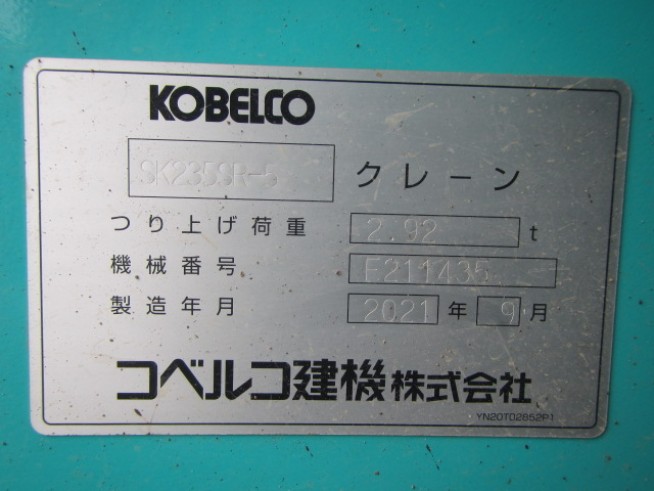 KOBELCO
SK235SR-5 クレーン
つり上げ荷重 2.92 t
機械番号 E211435
製造年月 2021 年 9 月
コベルコ建機株式会社
YN20T02852P1